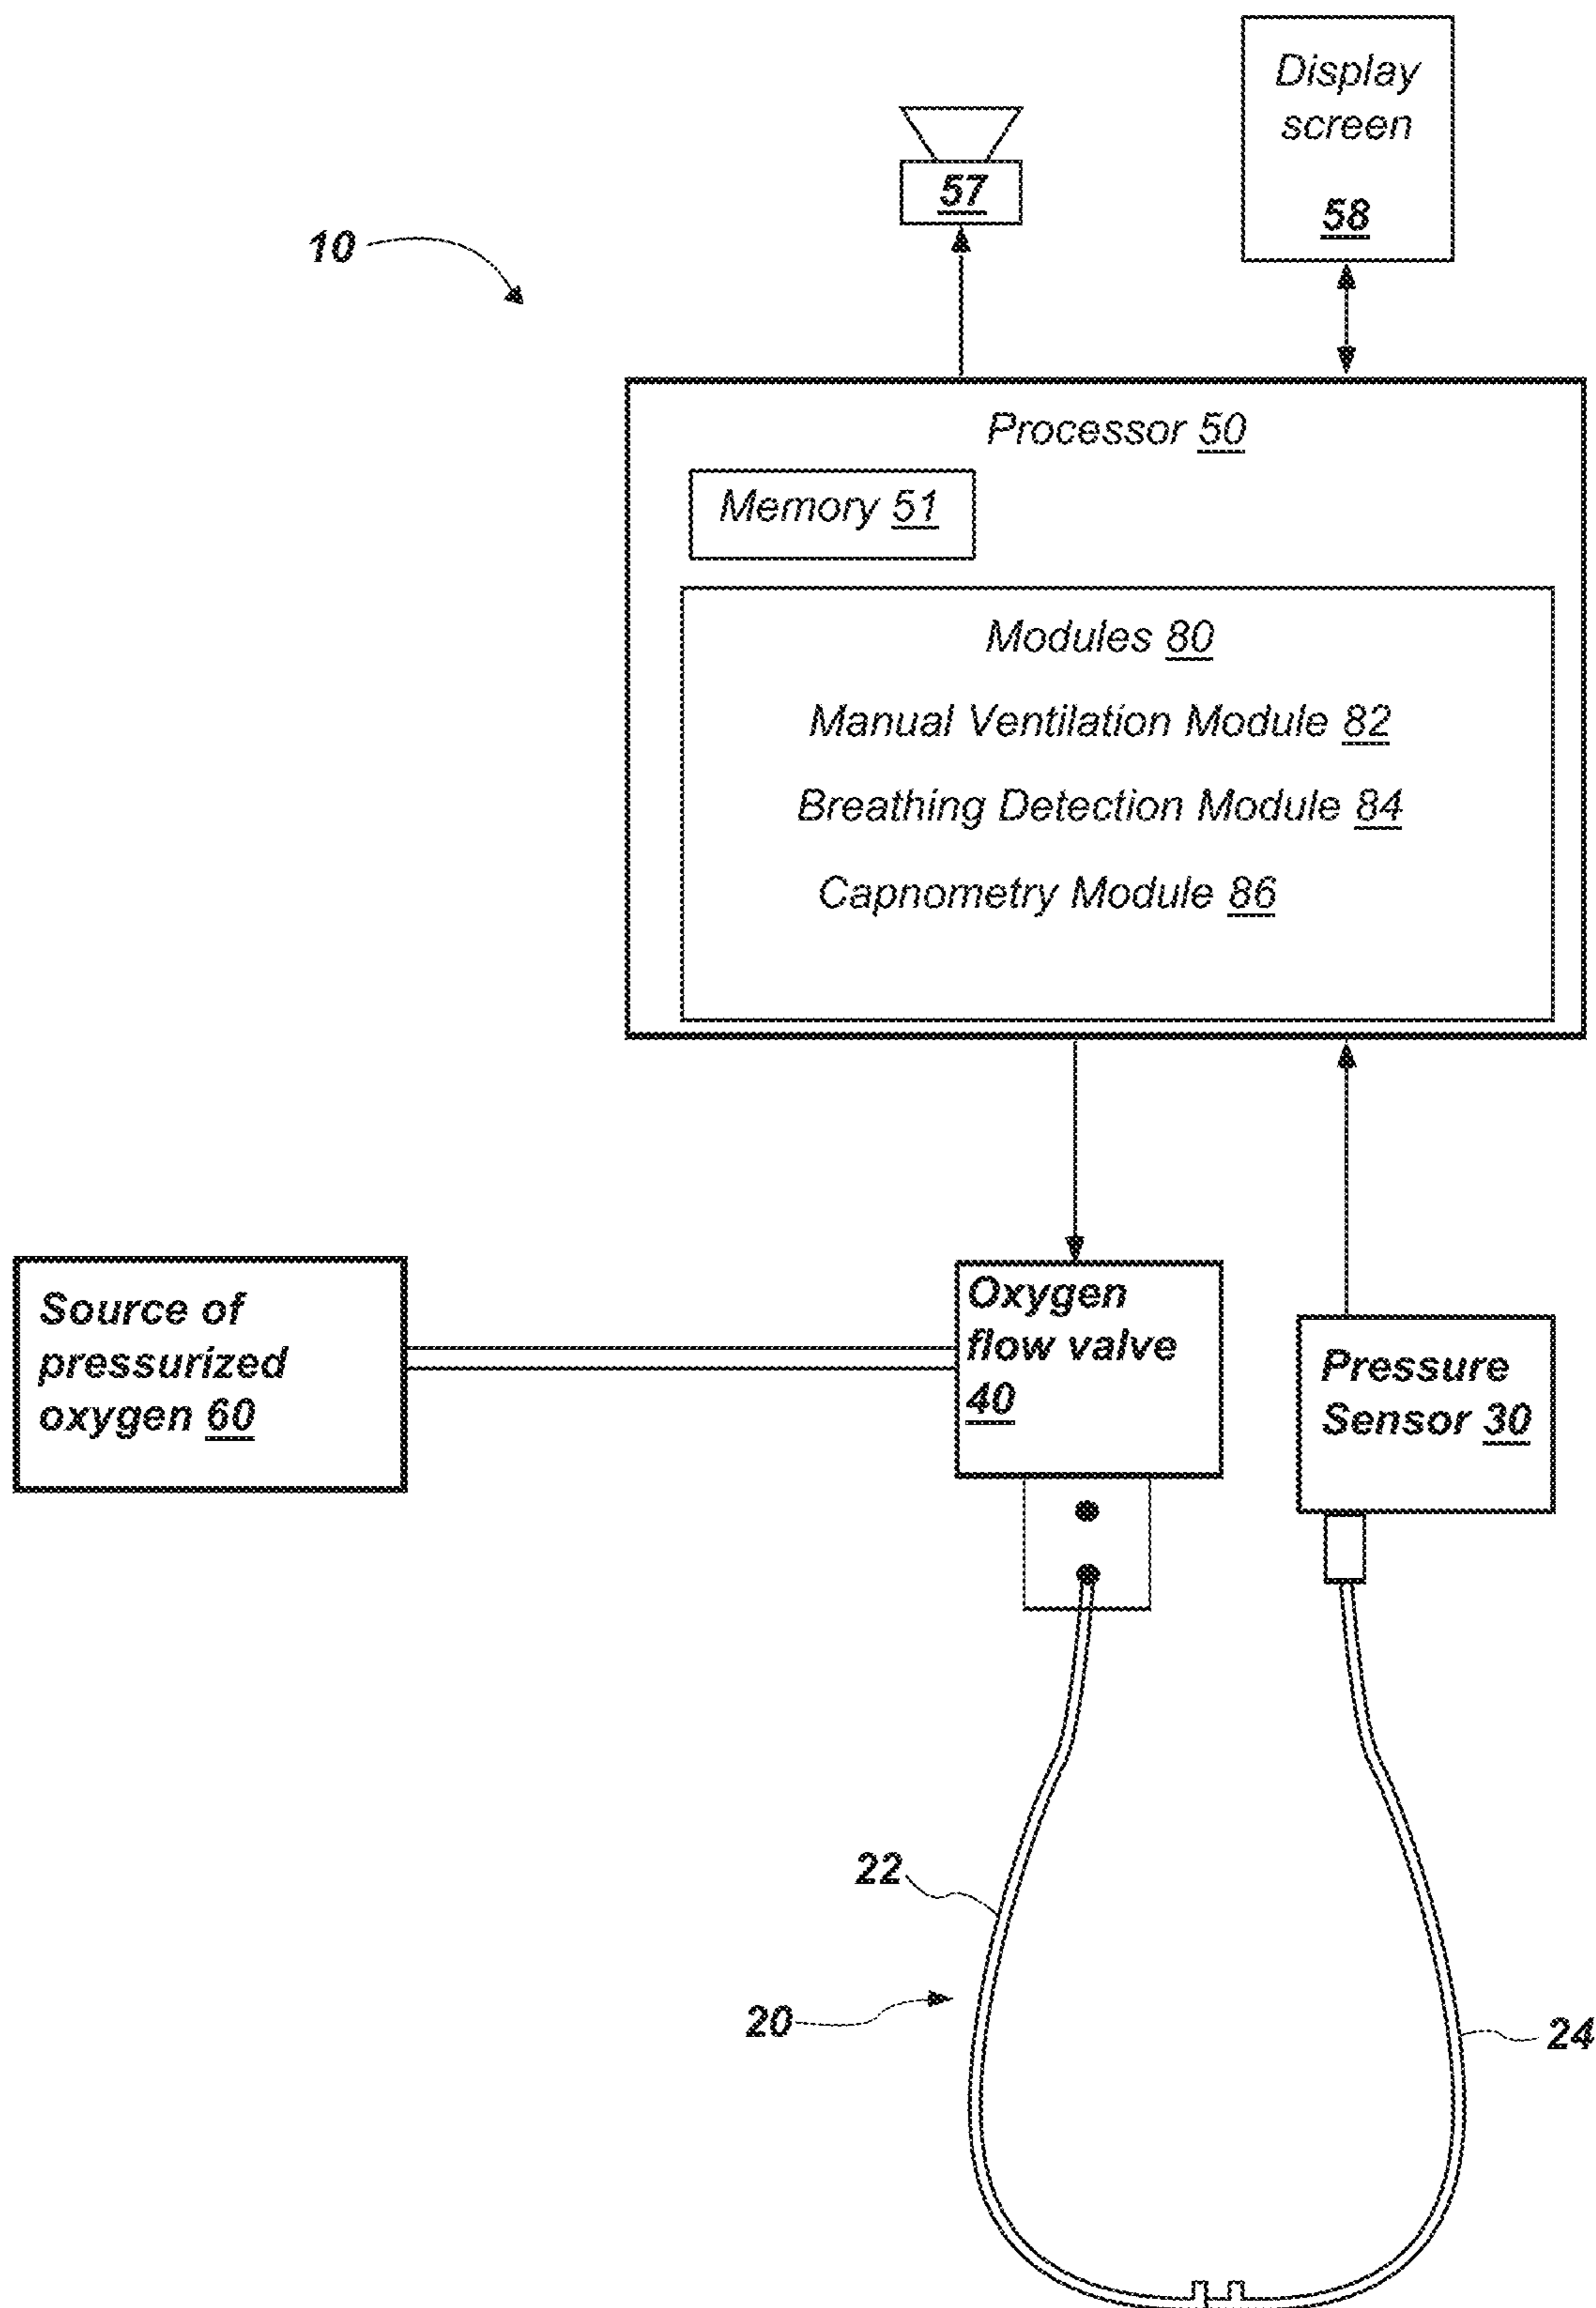 Display
screen
58
57
10
Processor 50
Memory 51
Modules 80
Manual Ventilation Module 82
Breathing Detection Module 84
Capnometry Module 86
Source of
pressurized
oxygen 60
Oxygen
flow valve
40
Pressure
Sensor 30
22
20
24